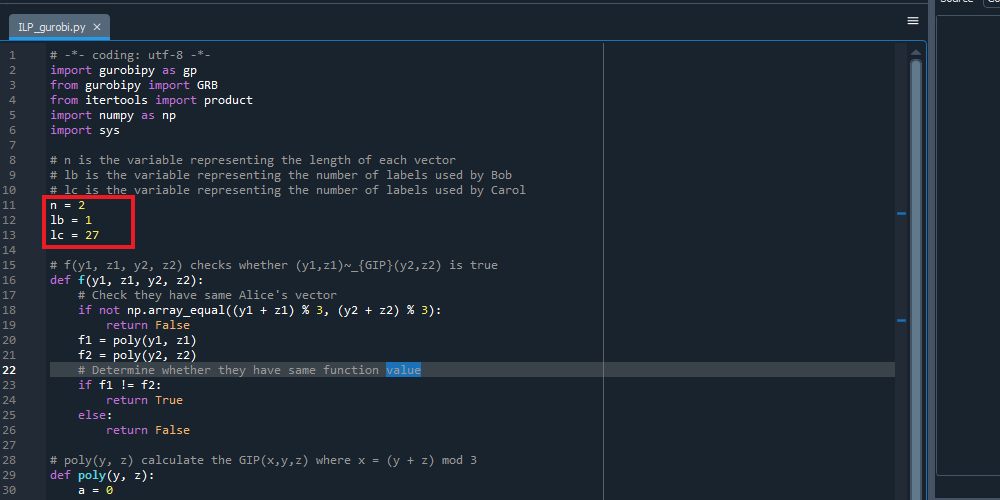 Source
ILP_gurobi.py ×
1 # -*- coding: utf-8 -*-
2 import gurobipy as gp
3 from gurobipy import GRB
4 from itertools import product
5 import numpy as np
6 import sys
7
8 # n is the variable representing the length of each vector
9 # lb is the variable representing the number of labels used by Bob
10 # lc is the variable representing the number of labels used by Carol
11 n = 2
12 lb = 1
13 lc = 27
14
15 # f(y1, z1, y2, z2) checks whether (y1,z1)~_{GIP}(y2,z2) is true
16 def f(y1, z1, y2, z2):
17     # Check they have same Alice's vector
18     if not np.array_equal((y1 + z1) % 3, (y2 + z2) % 3):
19         return False
20     f1 = poly(y1, z1)
21     f2 = poly(y2, z2)
22     # Determine whether they have same function value
23     if f1 != f2:
24         return True
25     else:
26         return False
27
28 # poly(y, z) calculate the GIP(x,y,z) where x = (y + z) mod 3
29 def poly(y, z):
30     a = 0